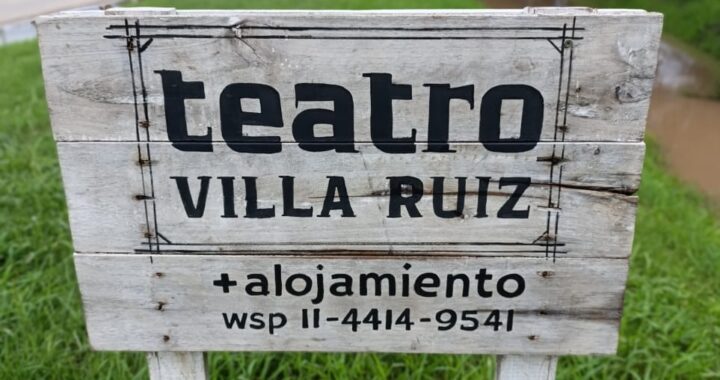 teatro
VILLA RUIZ
+alojamiento
wsp 11-4414-9541